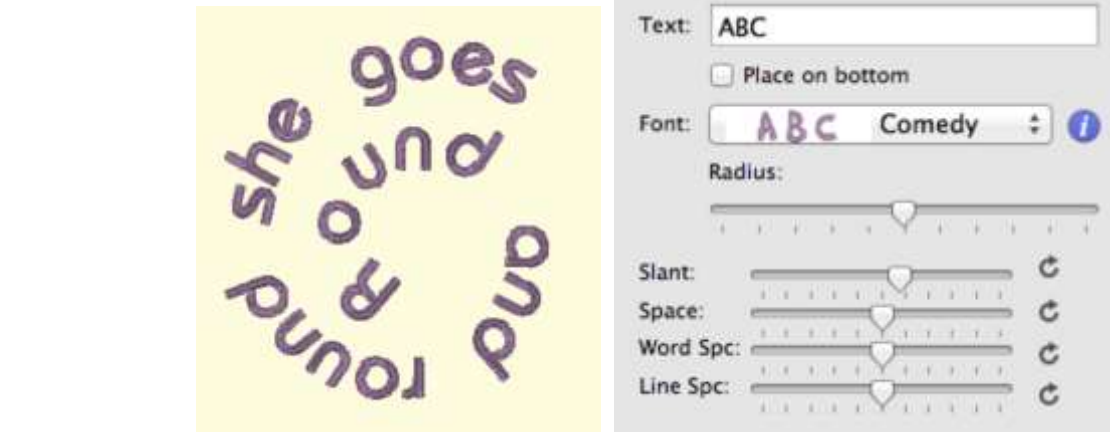 Round
she goes
and round
Text: ABC
Place on bottom
Font: ABC Comedy
Radius:
Slant:
Space:
Word Spc:
Line Spc: